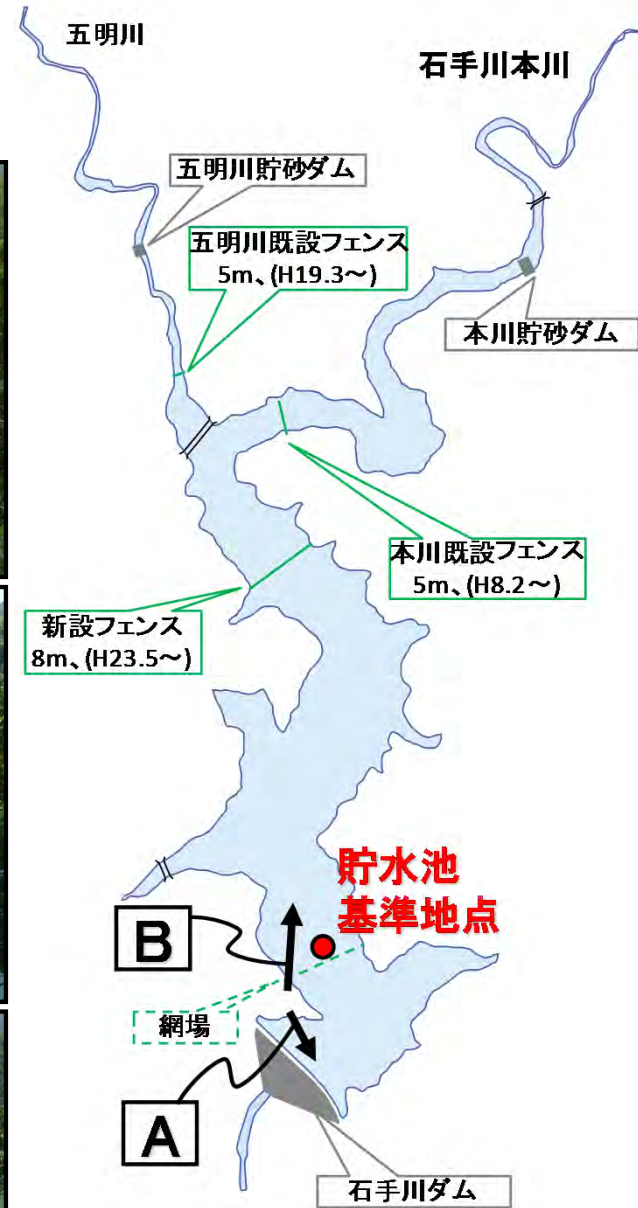 五明川
石手川本川
五明川貯砂ダム
五明川既設フェンス
5m、(H19.3～)
本川貯砂ダム
本川既設フェンス
5m、(H8.2～)
新設フェンス
8m、(H23.5～)
貯水池
基準地点
B
網場
A
石手川ダム